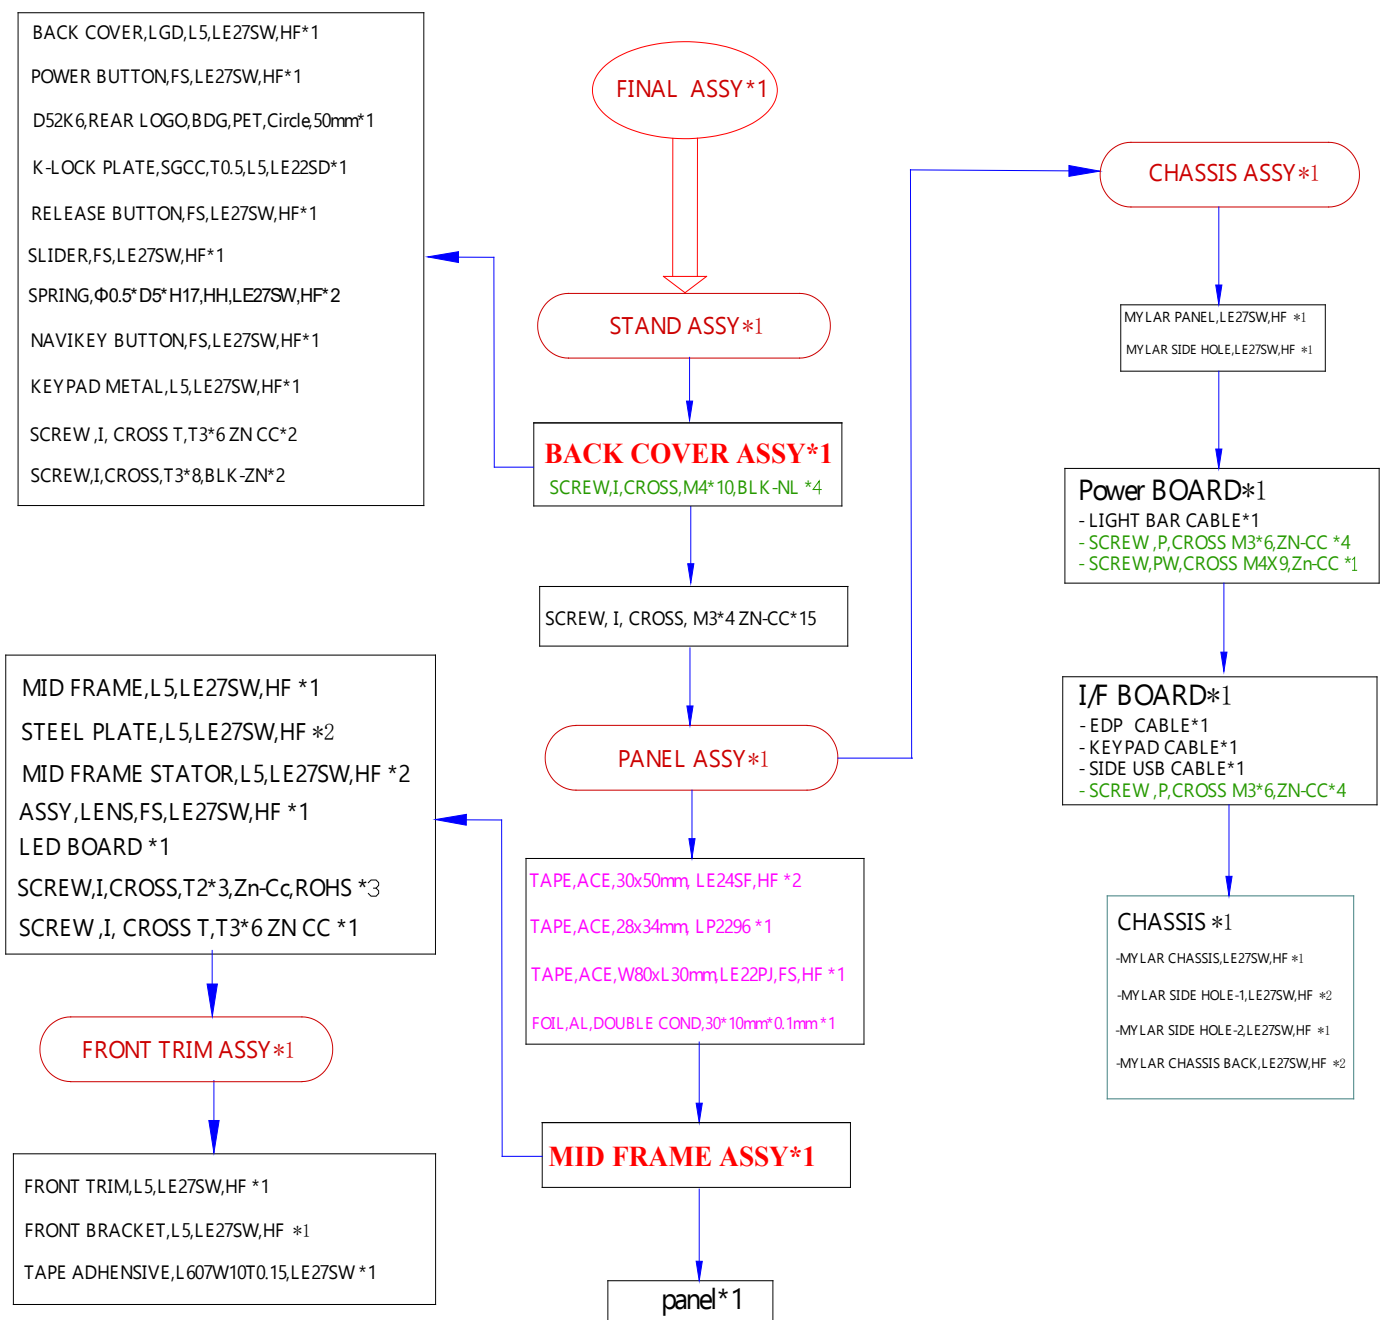 BACK COVER,LGD,L5,LE27SW,HF*1
POWER BUTTON,FS,LE27SW,HF*1
D52K6,REAR LOGO,BDG,PET,Circle,50mm*1
K-LOCK PLATE,SGCC,T0.5,L5,LE22SD*1
RELEASE BUTTON,FS,LE27SW,HF*1
SLIDER,FS,LE27SW,HF*1
SPRING,Φ0.5*D5*H17,HH,LE27SW,HF*2
NAVIKEY BUTTON,FS,LE27SW,HF*1
KEYPAD METAL,L5,LE27SW,HF*1
SCREW ,I, CROSS T,T3*6 ZN CC*2
SCREW,I,CROSS,T3*8,BLK-ZN*2
FINAL ASSY*1
STAND ASSY*1
BACK COVER ASSY*1
SCREW,I,CROSS,M4*10,BLK-NL *4
SCREW, I, CROSS, M3*4 ZN-CC*15
PANEL ASSY*1
TAPE,ACE,30x50mm, LE24SF,HF *2
TAPE,ACE,28x34mm, LP2296 *1
TAPE,ACE,W80xL30mm,LE22PJ,FS,HF *1
FOIL,AL,DOUBLE COND,30*10mm*0.1mm*1
MID FRAME ASSY*1
panel*1
MID FRAME,L5,LE27SW,HF *1
STEEL PLATE,L5,LE27SW,HF *2
MID FRAME STATOR,L5,LE27SW,HF *2
ASSY,LENS,FS,LE27SW,HF *1
LED BOARD *1
SCREW,I,CROSS,T2*3,Zn-Cc,ROHS *3
SCREW ,I, CROSS T,T3*6 ZN CC *1
FRONT TRIM ASSY*1
FRONT TRIM,L5,LE27SW,HF *1
FRONT BRACKET,L5,LE27SW,HF *1
TAPE ADHENSIVE,L607W10T0.15,LE27SW *1
CHASSIS ASSY*1
MYLAR PANEL,LE27SW,HF *1
MYLAR SIDE HOLE,LE27SW,HF *1
Power BOARD*1
- LIGHT BAR CABLE*1
- SCREW ,P,CROSS M3*6,ZN-CC *4
- SCREW,PW,CROSS M4X9,Zn-CC *1
I/F BOARD*1
- EDP CABLE*1
- KEYPAD CABLE*1
- SIDE USB CABLE*1
- SCREW ,P,CROSS M3*6,ZN-CC*4
CHASSIS *1
-MYLAR CHASSIS,LE27SW,HF *1
-MYLAR SIDE HOLE-1,LE27SW,HF *2
-MYLAR SIDE HOLE-2,LE27SW,HF *1
-MYLAR CHASSIS BACK,LE27SW,HF *2